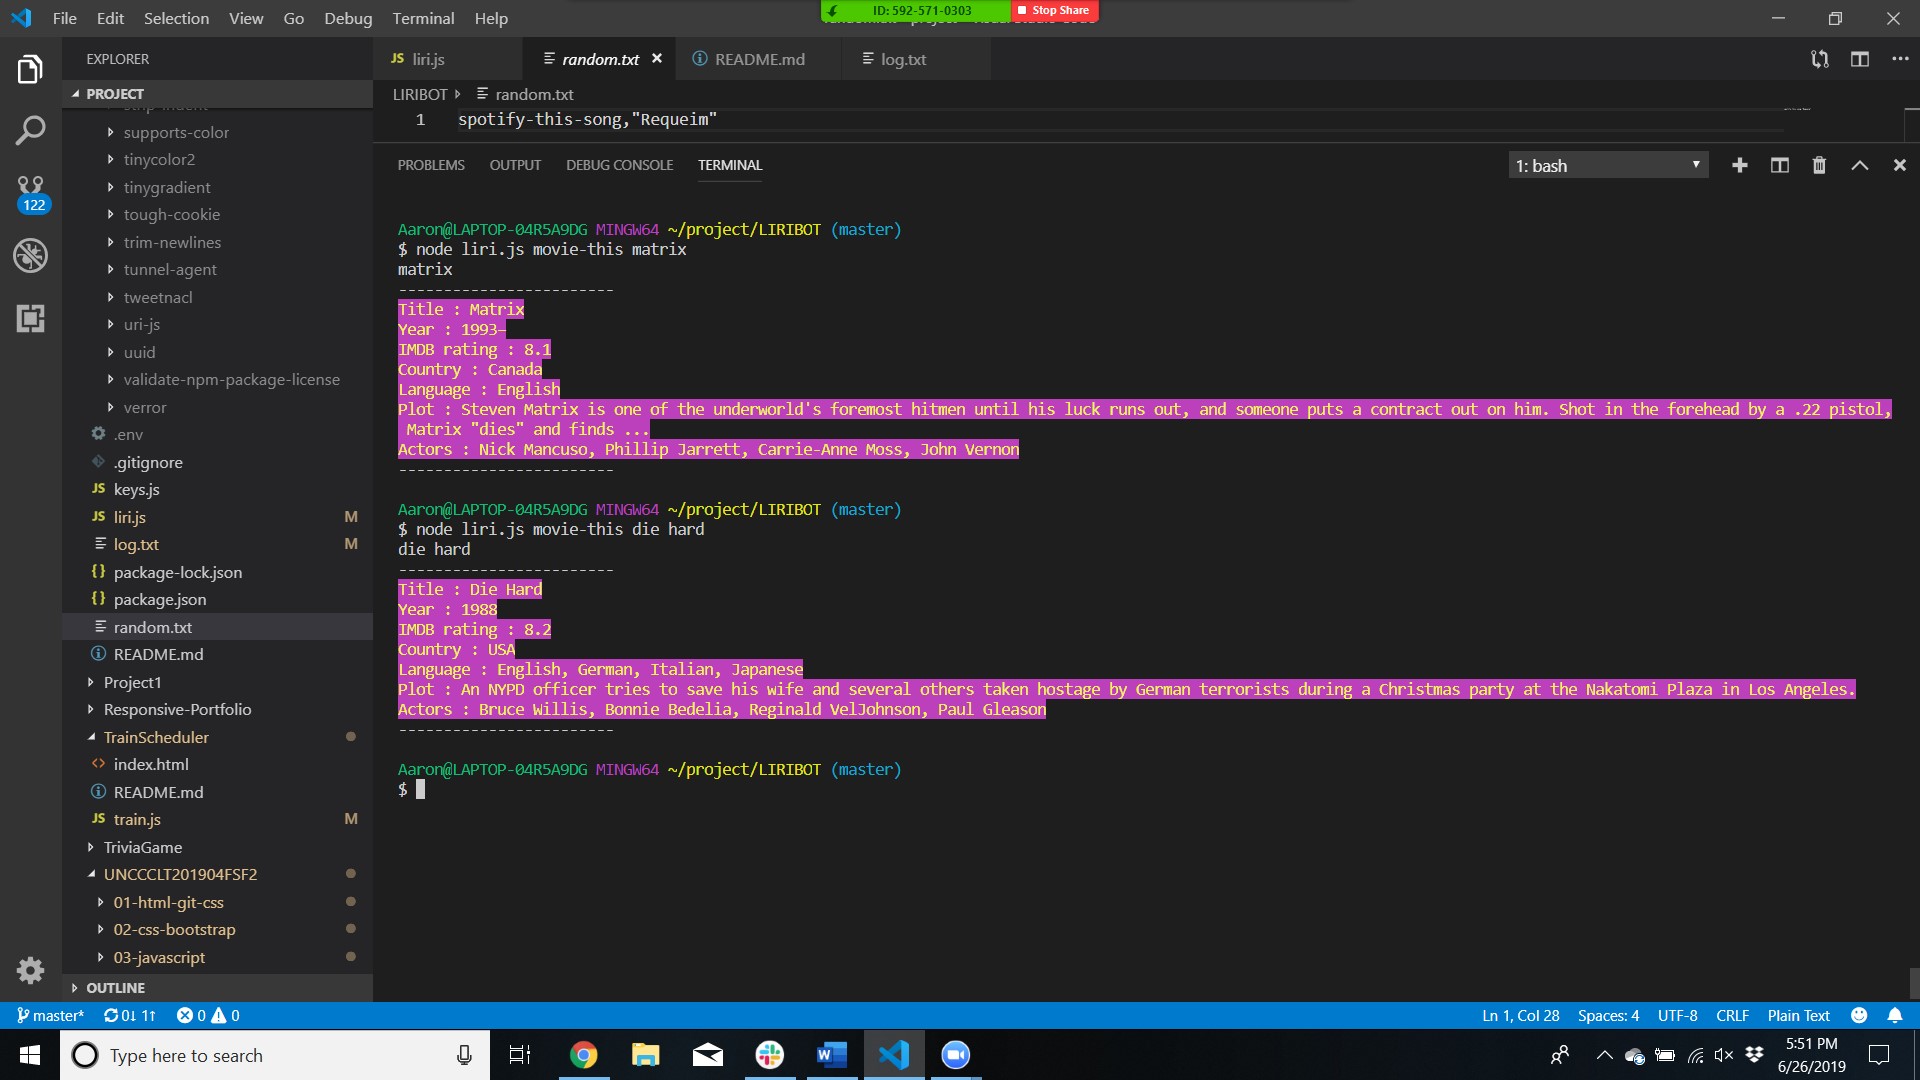 File Edit Selection View Go Debug Terminal Help
ID: 592-571-0303 Stop Share
EXPLORER
PROJECT
supports-color
tinycolor2
tinygradient
tough-cookie
trim-newlines
tunnel-agent
tweetnacl
uri-js
uuid
validate-npm-package-license
verror
.env
.gitignore
JS keys.js
JS liri.js M
log.txt M
{} package-lock.json
{} package.json
random.txt
README.md
Project1
Responsive-Portfolio
TrainScheduler
<> index.html
README.md
JS train.js M
TriviaGame
UNCCCLT201904FSF2
01-html-git-css
02-css-bootstrap
03-javascript
OUTLINE
122
JS liri.js random.txt README.md log.txt
LIRIBOT random.txt
1 spotify-this-song,"Requeim"
PROBLEMS OUTPUT DEBUG CONSOLE TERMINAL 1: bash
Aaron@LAPTOP-04R5A9DG MINGW64 ~/project/LIRIBOT (master)
$ node liri.js movie-this matrix
matrix
------------------------
Title : Matrix
Year : 1993–
IMDB rating : 8.1
Country : Canada
Language : English
Plot : Steven Matrix is one of the underworld's foremost hitmen until his luck runs out, and someone puts a contract out on him. Shot in the forehead by a .22 pistol,
Matrix "dies" and finds ...
Actors : Nick Mancuso, Phillip Jarrett, Carrie-Anne Moss, John Vernon
------------------------
Aaron@LAPTOP-04R5A9DG MINGW64 ~/project/LIRIBOT (master)
$ node liri.js movie-this die hard
die hard
------------------------
Title : Die Hard
Year : 1988
IMDB rating : 8.2
Country : USA
Language : English, German, Italian, Japanese
Plot : An NYPD officer tries to save his wife and several others taken hostage by German terrorists during a Christmas party at the Nakatomi Plaza in Los Angeles.
Actors : Bruce Willis, Bonnie Bedelia, Reginald VelJohnson, Paul Gleason
------------------------
Aaron@LAPTOP-04R5A9DG MINGW64 ~/project/LIRIBOT (master)
$
master* 0↓ 1↑ 0 0 Ln 1, Col 28 Spaces: 4 UTF-8 CRLF Plain Text
Type here to search
5:51 PM
6/26/2019